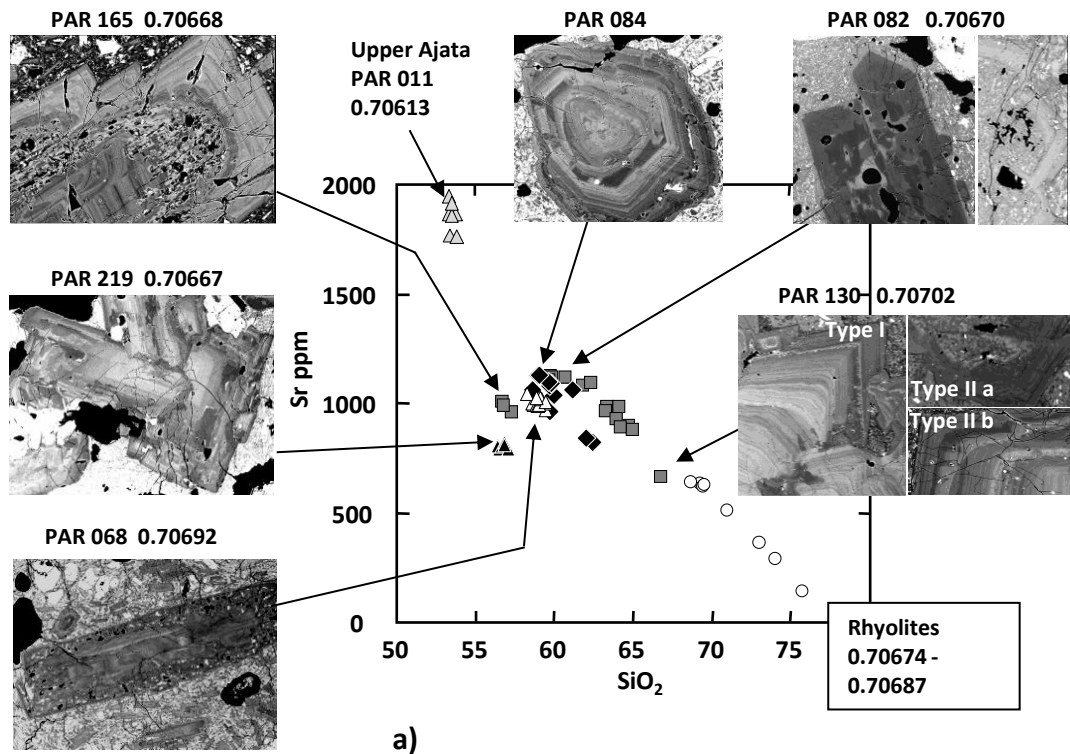 PAR 165 0.70668
PAR 084
PAR 082 0.70670
Upper Ajata
PAR 011
0.70613
PAR 219 0.70667
PAR 130 0.70702
Type I
Type II a
Type II b
PAR 068 0.70692
2000
1500
1000
500
0
Sr ppm
50
55
60
65
70
75
SiO₂
Rhyolites
0.70674 -
0.70687
a)